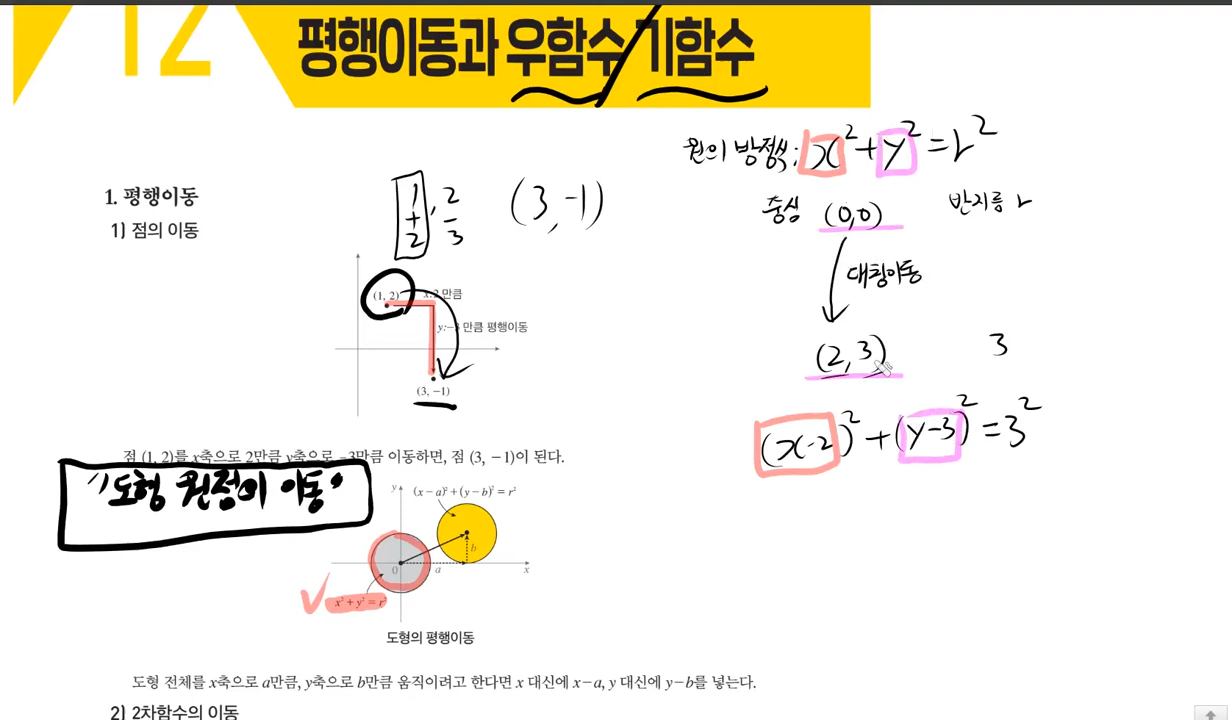 12
평행이동과 우함수/기함수
1. 평행이동
1) 점의 이동
1 + 2, 2 - 3
(3, -1)
(1, 2)
x:2 만큼
y:-3 만큼 평행이동
(3, -1)
점 (1, 2)를 x축으로 2만큼 y축으로 -3만큼 이동하면, 점 (3, -1)이 된다.
"도형 원점이 이동"
y
(x-a)²+(y-b)²=r²
b
0
a
x
x²+y²=r²
도형의 평행이동
도형 전체를 x축으로 a만큼, y축으로 b만큼 움직이려고 한다면 x 대신에 x-a, y 대신에 y-b를 넣는다.
2) 2차함수의 이동
원의 방정식; x²+y²=r²
중심 (0,0) 반지름 r
대칭이동
(2, 3) 3
(x-2)²+(y-3)²=3²